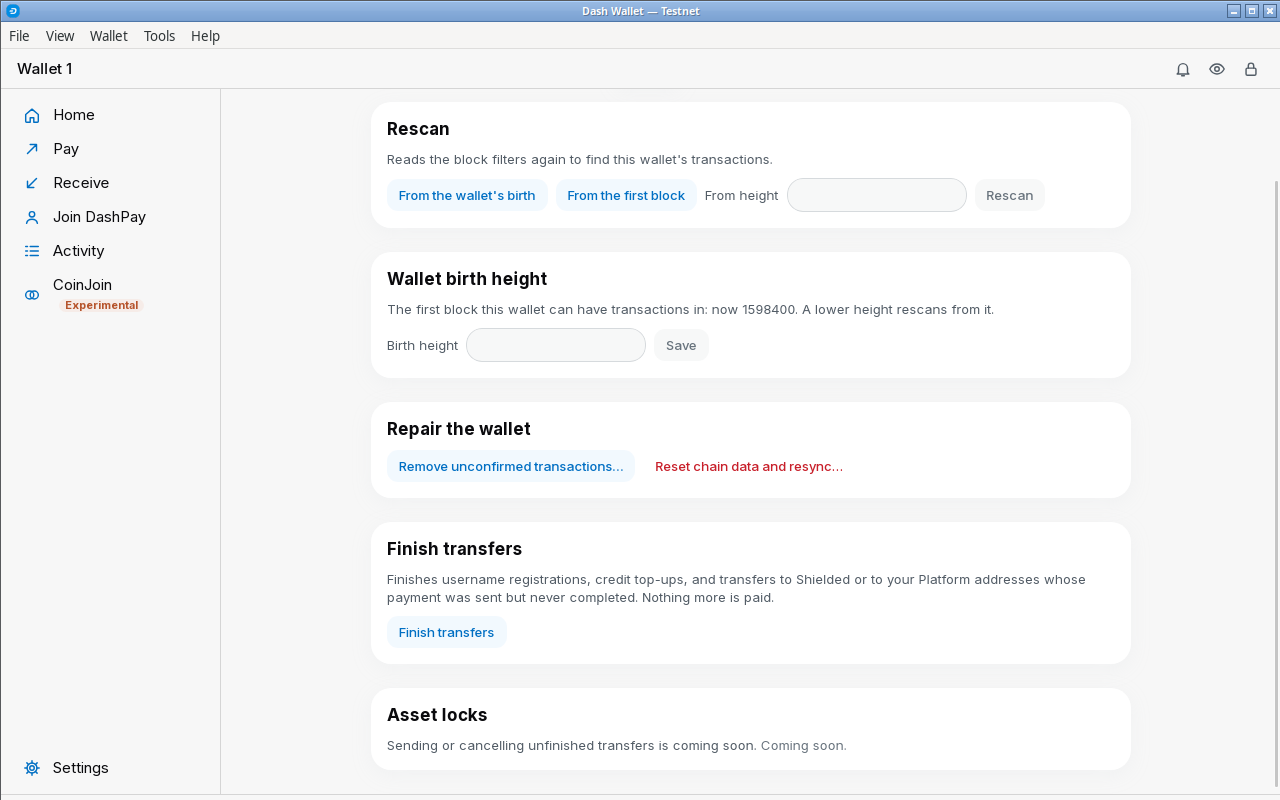 Dash Wallet — Testnet
File View Wallet Tools Help
Wallet 1
Home
Pay
Receive
Join DashPay
Activity
CoinJoin
Experimental
Settings
Rescan
Reads the block filters again to find this wallet's transactions.
From the wallet's birth From the first block From height Rescan
Wallet birth height
The first block this wallet can have transactions in: now 1598400. A lower height rescans from it.
Birth height Save
Repair the wallet
Remove unconfirmed transactions... Reset chain data and resync...
Finish transfers
Finishes username registrations, credit top-ups, and transfers to Shielded or to your Platform addresses whose
payment was sent but never completed. Nothing more is paid.
Finish transfers
Asset locks
Sending or cancelling unfinished transfers is coming soon. Coming soon.